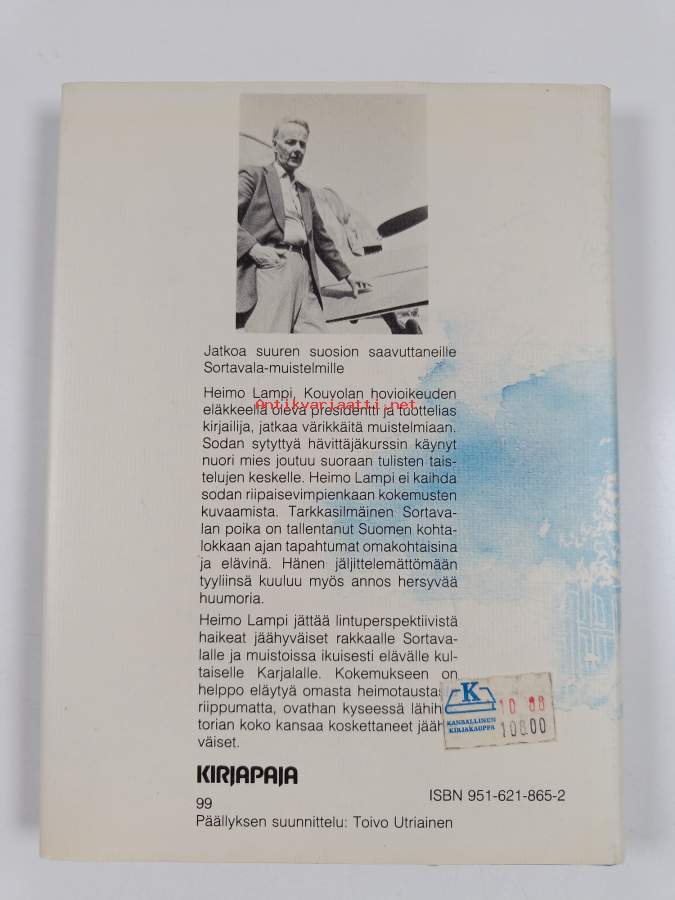 Jatkoa suuren suosion saavuttaneille
Sortavala-muistelmille
Heimo Lampi, Kouvolan hovioikeuden
antikvariaatti.net
eläkkeellä oleva presidentti ja tuottelias
kirjailija, jatkaa värikkäitä muistelmiaan.
Sodan sytyttyä hävittäjäkurssin käynyt
nuori mies joutuu suoraan tulisten tais-
telujen keskelle. Heimo Lampi ei kaihda
sodan riipaisevimpienkaan kokemusten
kuvaamista. Tarkkasilmäinen Sortava-
lan poika on tallentanut Suomen kohta-
lokkaan ajan tapahtumat omakohtaisina
ja elävinä. Hänen jäljittelemättömään
tyyliinsä kuuluu myös annos hersyvää
huumoria.
Heimo Lampi jättää lintuperspektiivistä
haikeat jäähyväiset rakkaalle Sortava-
lalle ja muistoissa ikuisesti elävälle kul-
taiselle Karjalalle. Kokemukseen on
helppo eläytyä omasta heimotausta
riippumatta, ovathan kyseessä lähih
torian koko kansaa koskettaneet jääh
väiset.
K
KANSALLINEN
KIRJAKAUPPA
10 88
108.00
KIRJAPAJA
ISBN 951-621-865-2
99
Päällyksen suunnittelu: Toivo Utriainen